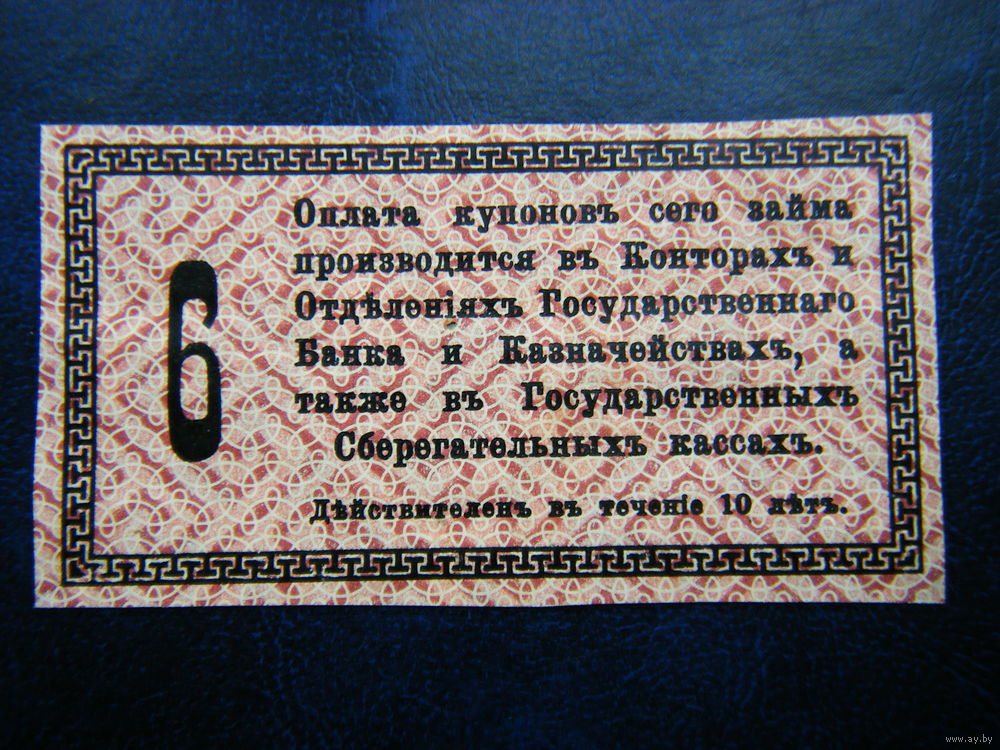 6
Оплата купоновъ сего займа
производится въ Конторахъ и
Отдѣленіяхъ Государственнаго
Банка и Казначействахъ, а
также въ Государственныхъ
Сберегательныхъ кассахъ.
Дѣйствителенъ въ теченіе 10 лѣтъ.
www.ay.by